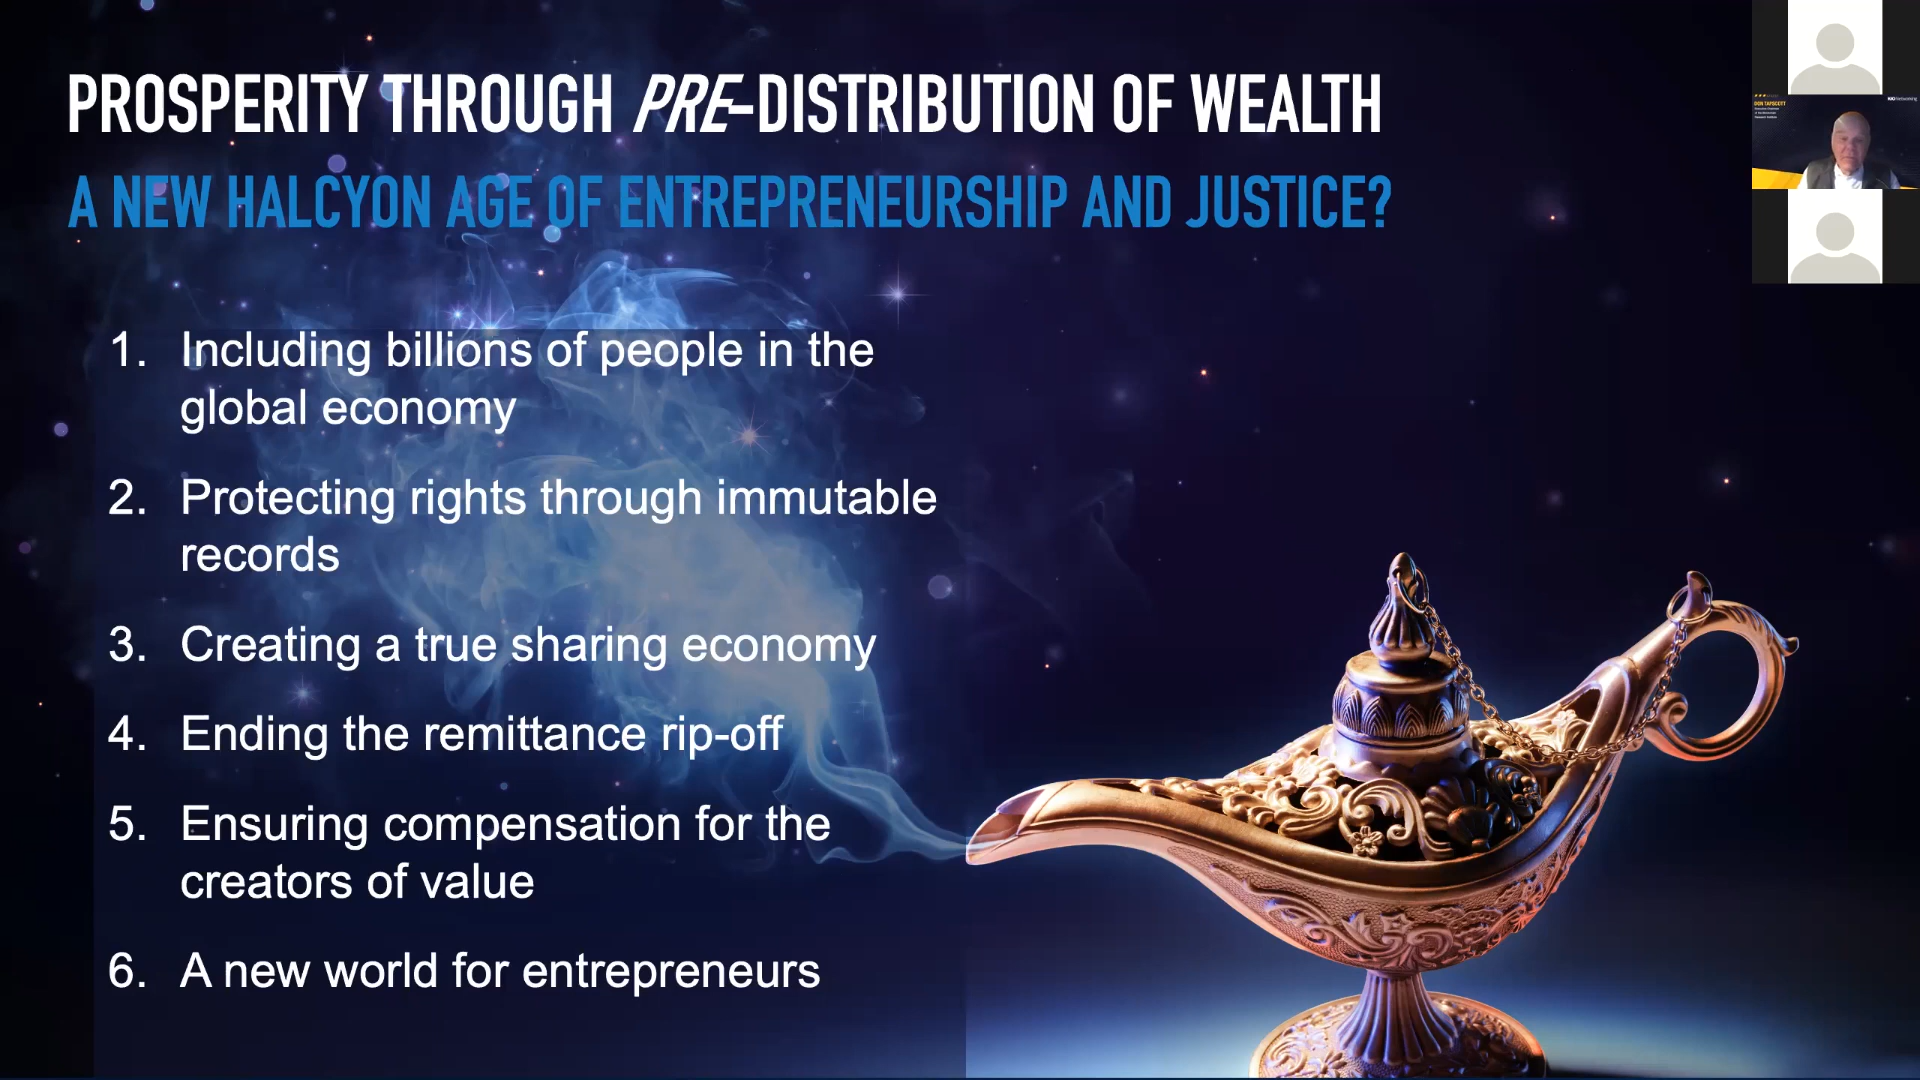 PROSPERITY THROUGH PRE-DISTRIBUTION OF WEALTH
A NEW HALCYON AGE OF ENTREPRENEURSHIP AND JUSTICE?
1. Including billions of people in the
global economy
2. Protecting rights through immutable
records
3. Creating a true sharing economy
4. Ending the remittance rip-off
5. Ensuring compensation for the
creators of value
6. A new world for entrepreneurs
DON TAPSCOTT